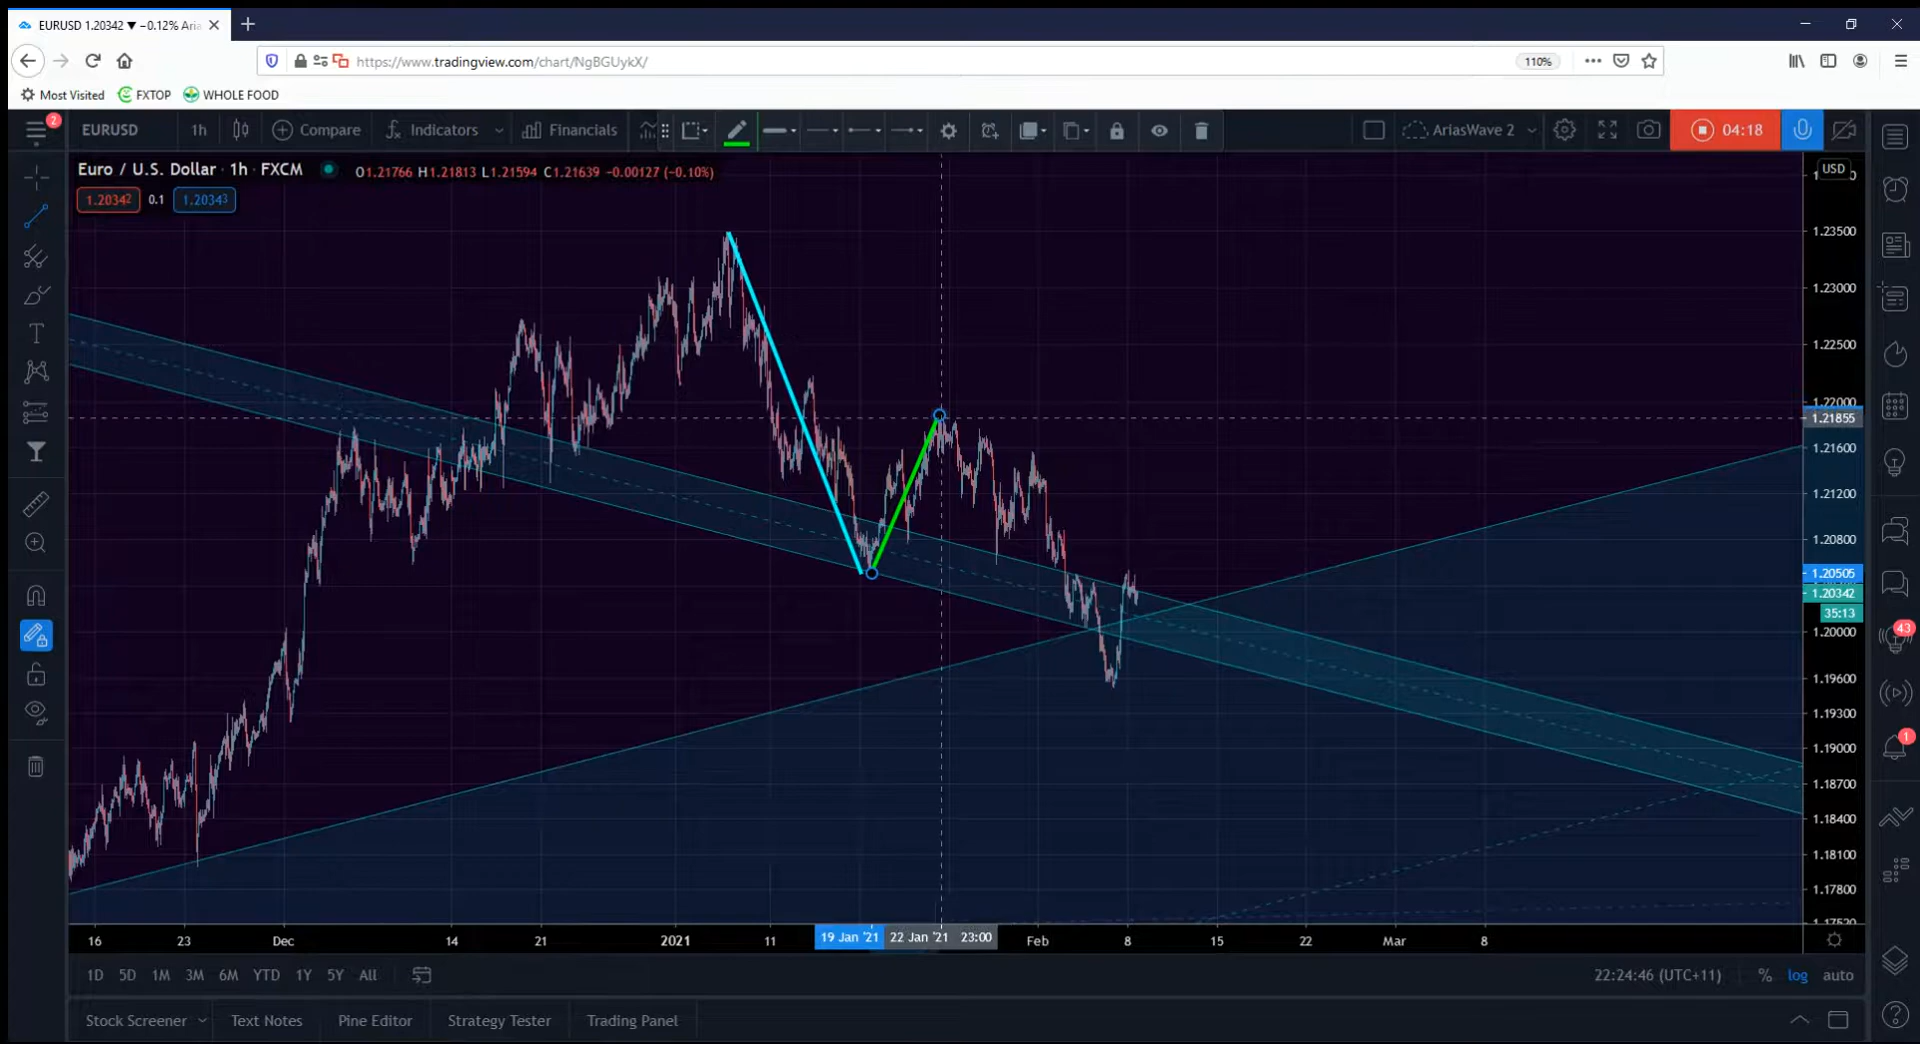 EURUSD 1.20342 ▼ −0.12% Aria
https://www.tradingview.com/chart/NgBGUykX/
110%
Most Visited
FXTOP
WHOLE FOOD
2
EURUSD
1h
Compare
Indicators
Financials
AriasWave 2
04:18
Euro / U.S. Dollar · 1h · FXCM
O1.21766 H1.21813 L1.21594 C1.21639 −0.00127 (−0.10%)
1.20342
0.1
1.20343
USD
1.23500
1.23000
1.22500
1.22000
1.21855
1.21600
1.21200
1.20800
1.20505
1.20342
35:13
1.20000
1.19600
1.19300
1.19000
1.18700
1.18400
1.18100
1.17800
1.17520
43
1
16
23
Dec
14
21
2021
11
19 Jan '21
22 Jan '21 23:00
Feb
8
15
22
Mar
8
1D 5D 1M 3M 6M YTD 1Y 5Y All
22:24:46 (UTC+11)
%
log
auto
Stock Screener
Text Notes
Pine Editor
Strategy Tester
Trading Panel